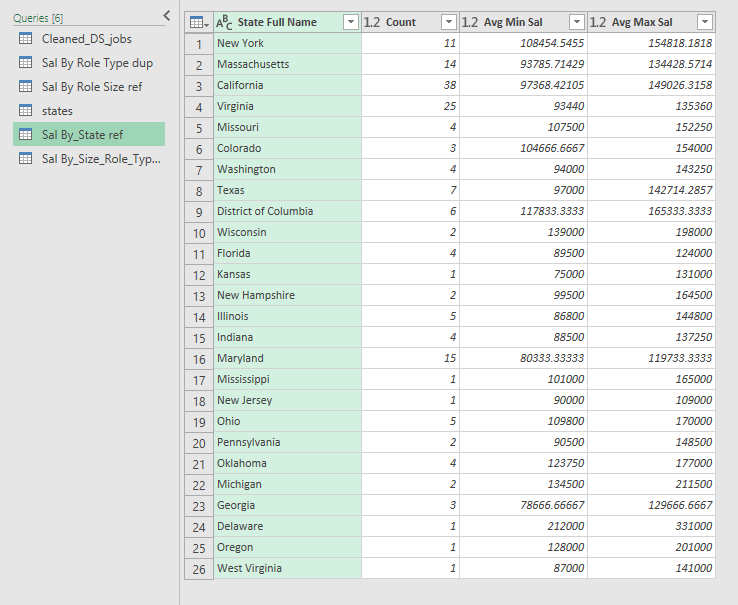 Queries [6]
Cleaned_DS_jobs
Sal By Role Type dup
Sal By Role Size ref
states
Sal By_State ref
Sal By_Size_Role_Typ...
ABC State Full Name 1.2 Count 1.2 Avg Min Sal 1.2 Avg Max Sal
1 New York 11 108454.5455 154818.1818
2 Massachusetts 14 93785.71429 134428.5714
3 California 38 97368.42105 149026.3158
4 Virginia 25 93440 135360
5 Missouri 4 107500 152250
6 Colorado 3 104666.6667 154000
7 Washington 4 94000 143250
8 Texas 7 97000 142714.2857
9 District of Columbia 6 117833.3333 165333.3333
10 Wisconsin 2 139000 198000
11 Florida 4 89500 124000
12 Kansas 1 75000 131000
13 New Hampshire 2 99500 164500
14 Illinois 5 86800 144800
15 Indiana 4 88500 137250
16 Maryland 15 80333.33333 119733.3333
17 Mississippi 1 101000 165000
18 New Jersey 1 90000 109000
19 Ohio 5 109800 170000
20 Pennsylvania 2 90500 148500
21 Oklahoma 4 123750 177000
22 Michigan 2 134500 211500
23 Georgia 3 78666.66667 129666.6667
24 Delaware 1 212000 331000
25 Oregon 1 128000 201000
26 West Virginia 1 87000 141000